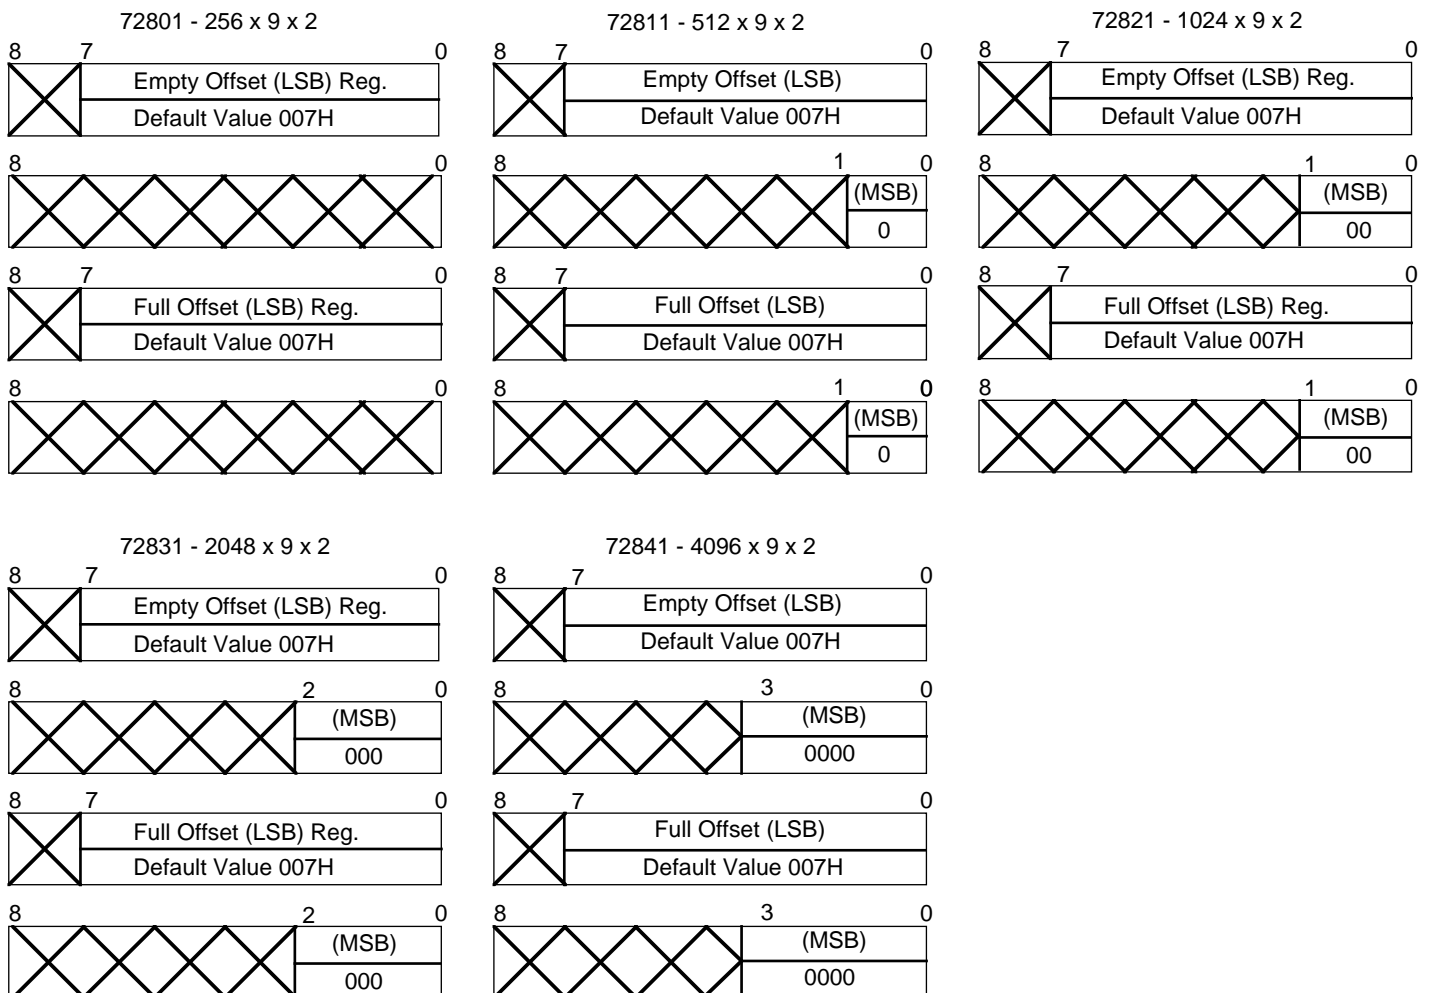 72801 - 256 x 9 x 2
8 7 0
Empty Offset (LSB) Reg.
Default Value 007H
8 0
8 7 0
Full Offset (LSB) Reg.
Default Value 007H
8 0
72811 - 512 x 9 x 2
8 7 0
Empty Offset (LSB)
Default Value 007H
8 1 0
(MSB)
0
8 7 0
Full Offset (LSB)
Default Value 007H
8 1 0
(MSB)
0
72821 - 1024 x 9 x 2
8 7 0
Empty Offset (LSB) Reg.
Default Value 007H
8 1 0
(MSB)
00
8 7 0
Full Offset (LSB) Reg.
Default Value 007H
8 1 0
(MSB)
00
72831 - 2048 x 9 x 2
8 7 0
Empty Offset (LSB) Reg.
Default Value 007H
8 2 0
(MSB)
000
8 7 0
Full Offset (LSB) Reg.
Default Value 007H
8 2 0
(MSB)
000
72841 - 4096 x 9 x 2
8 7 0
Empty Offset (LSB)
Default Value 007H
8 3 0
(MSB)
0000
8 7 0
Full Offset (LSB)
Default Value 007H
8 3 0
(MSB)
0000